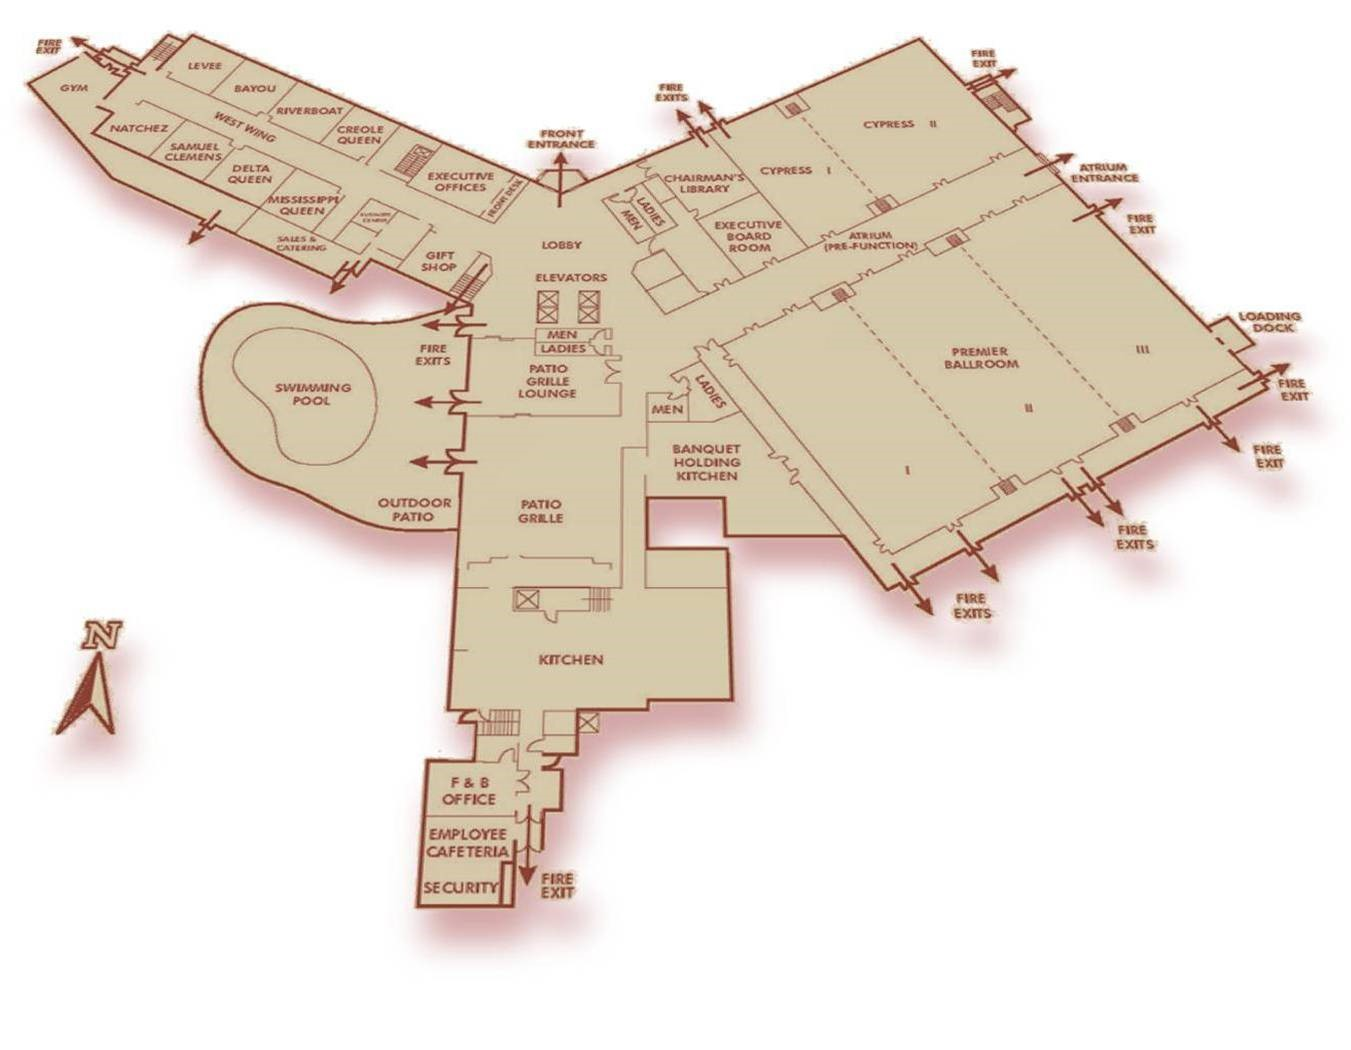 FIRE
EXIT
GYM
LEVEE
BAYOU
RIVERBOAT
CREOLE
QUEEN
WEST WING
NATCHEZ
SAMUEL
CLEMENS
DELTA
QUEEN
MISSISSIPPI
QUEEN
EXECUTIVE
OFFICES
FRONT DESK
BUSINESS
CENTER
SALES &
CATERING
GIFT
SHOP
FRONT
ENTRANCE
LOBBY
ELEVATORS
MEN
LADIES
FIRE
EXITS
CHAIRMAN'S
LIBRARY
LADIES
MEN
EXECUTIVE
BOARD
ROOM
CYPRESS I
CYPRESS II
FIRE
EXIT
ATRIUM
ENTRANCE
FIRE
EXIT
ATRIUM
(PRE-FUNCTION)
LOADING
DOCK
PREMIER
BALLROOM
III
II
I
FIRE
EXIT
FIRE
EXIT
FIRE
EXITS
FIRE
EXITS
FIRE
EXITS
SWIMMING
POOL
OUTDOOR
PATIO
PATIO
GRILLE
LOUNGE
LADIES
MEN
BANQUET
HOLDING
KITCHEN
PATIO
GRILLE
KITCHEN
N
F & B
OFFICE
EMPLOYEE
CAFETERIA
SECURITY
FIRE
EXIT